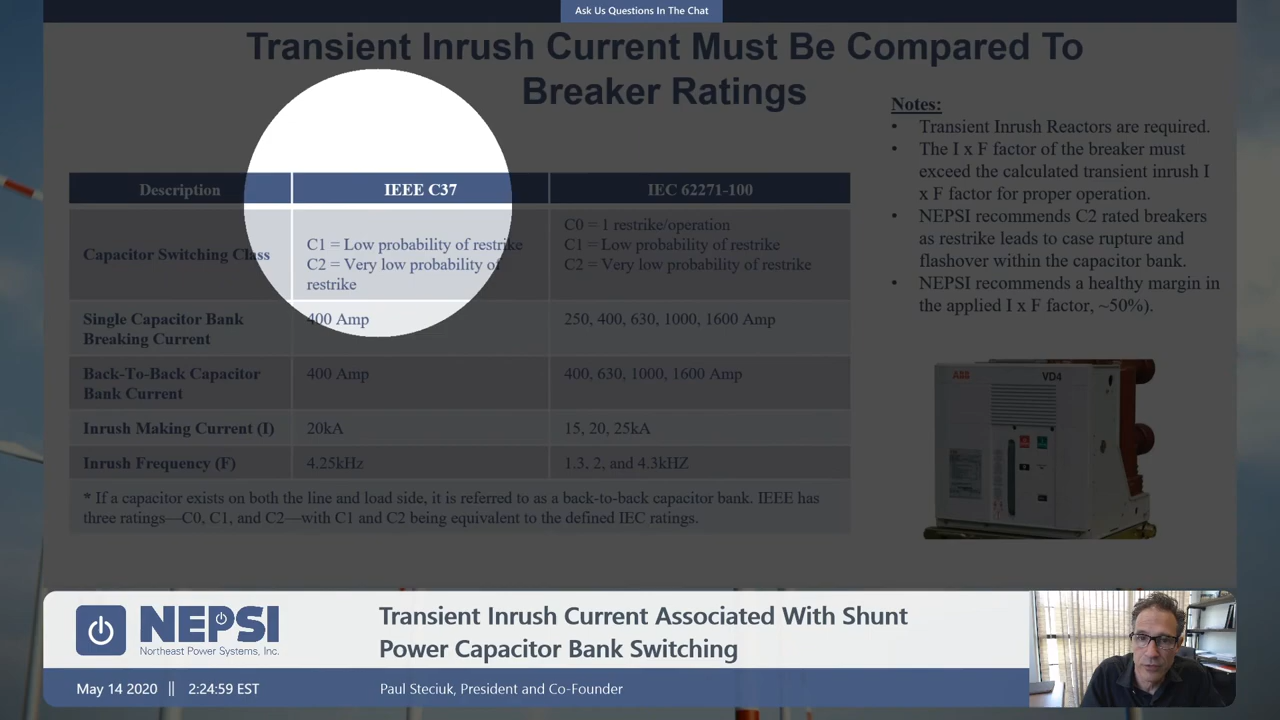 Ask Us Questions In The Chat
Transient Inrush Current Must Be Compared To
Breaker Ratings
Description
IEEE C37
IEC 62271-100
Capacitor Switching Class
C1 = Low probability of restrike
C2 = Very low probability of
restrike
C0 = 1 restrike/operation
C1 = Low probability of restrike
C2 = Very low probability of restrike
Single Capacitor Bank
Breaking Current
400 Amp
250, 400, 630, 1000, 1600 Amp
Back-To-Back Capacitor
Bank Current
400 Amp
400, 630, 1000, 1600 Amp
Inrush Making Current (I)
20kA
15, 20, 25kA
Inrush Frequency (F)
4.25kHz
1.3, 2, and 4.3kHZ
* If a capacitor exists on both the line and load side, it is referred to as a back-to-back capacitor bank. IEEE has
three ratings—C0, C1, and C2—with C1 and C2 being equivalent to the defined IEC ratings.
Notes:
• Transient Inrush Reactors are required.
• The I x F factor of the breaker must
exceed the calculated transient inrush I
x F factor for proper operation.
• NEPSI recommends C2 rated breakers
as restrike leads to case rupture and
flashover within the capacitor bank.
• NEPSI recommends a healthy margin in
the applied I x F factor, ~50%).
ABB
VD4
NEPSI
Northeast Power Systems, Inc.
Transient Inrush Current Associated With Shunt
Power Capacitor Bank Switching
May 14 2020 || 2:24:59 EST
Paul Steciuk, President and Co-Founder